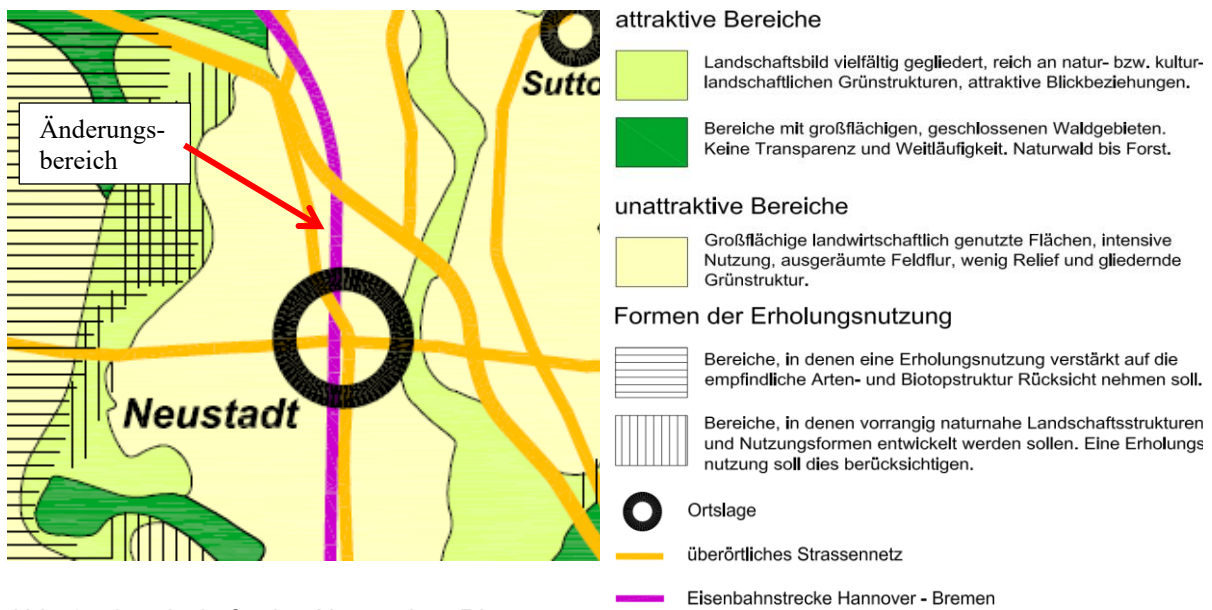 Sutto
Änderungs-
bereich
Neustadt
attraktive Bereiche
Landschaftsbild vielfältig gegliedert, reich an natur- bzw. kultur-
landschaftlichen Grünstrukturen, attraktive Blickbeziehungen.
Bereiche mit großflächigen, geschlossenen Waldgebieten.
Keine Transparenz und Weitläufigkeit. Naturwald bis Forst.
unattraktive Bereiche
Großflächige landwirtschaftlich genutzte Flächen, intensive
Nutzung, ausgeräumte Feldflur, wenig Relief und gliedernde
Grünstruktur.
Formen der Erholungsnutzung
Bereiche, in denen eine Erholungsnutzung verstärkt auf die
empfindliche Arten- und Biotopstruktur Rücksicht nehmen soll.
Bereiche, in denen vorrangig naturnahe Landschaftsstrukturen
und Nutzungsformen entwickelt werden sollen. Eine Erholungs
nutzung soll dies berücksichtigen.
Ortslage
überörtliches Strassennetz
Eisenbahnstrecke Hannover - Bremen